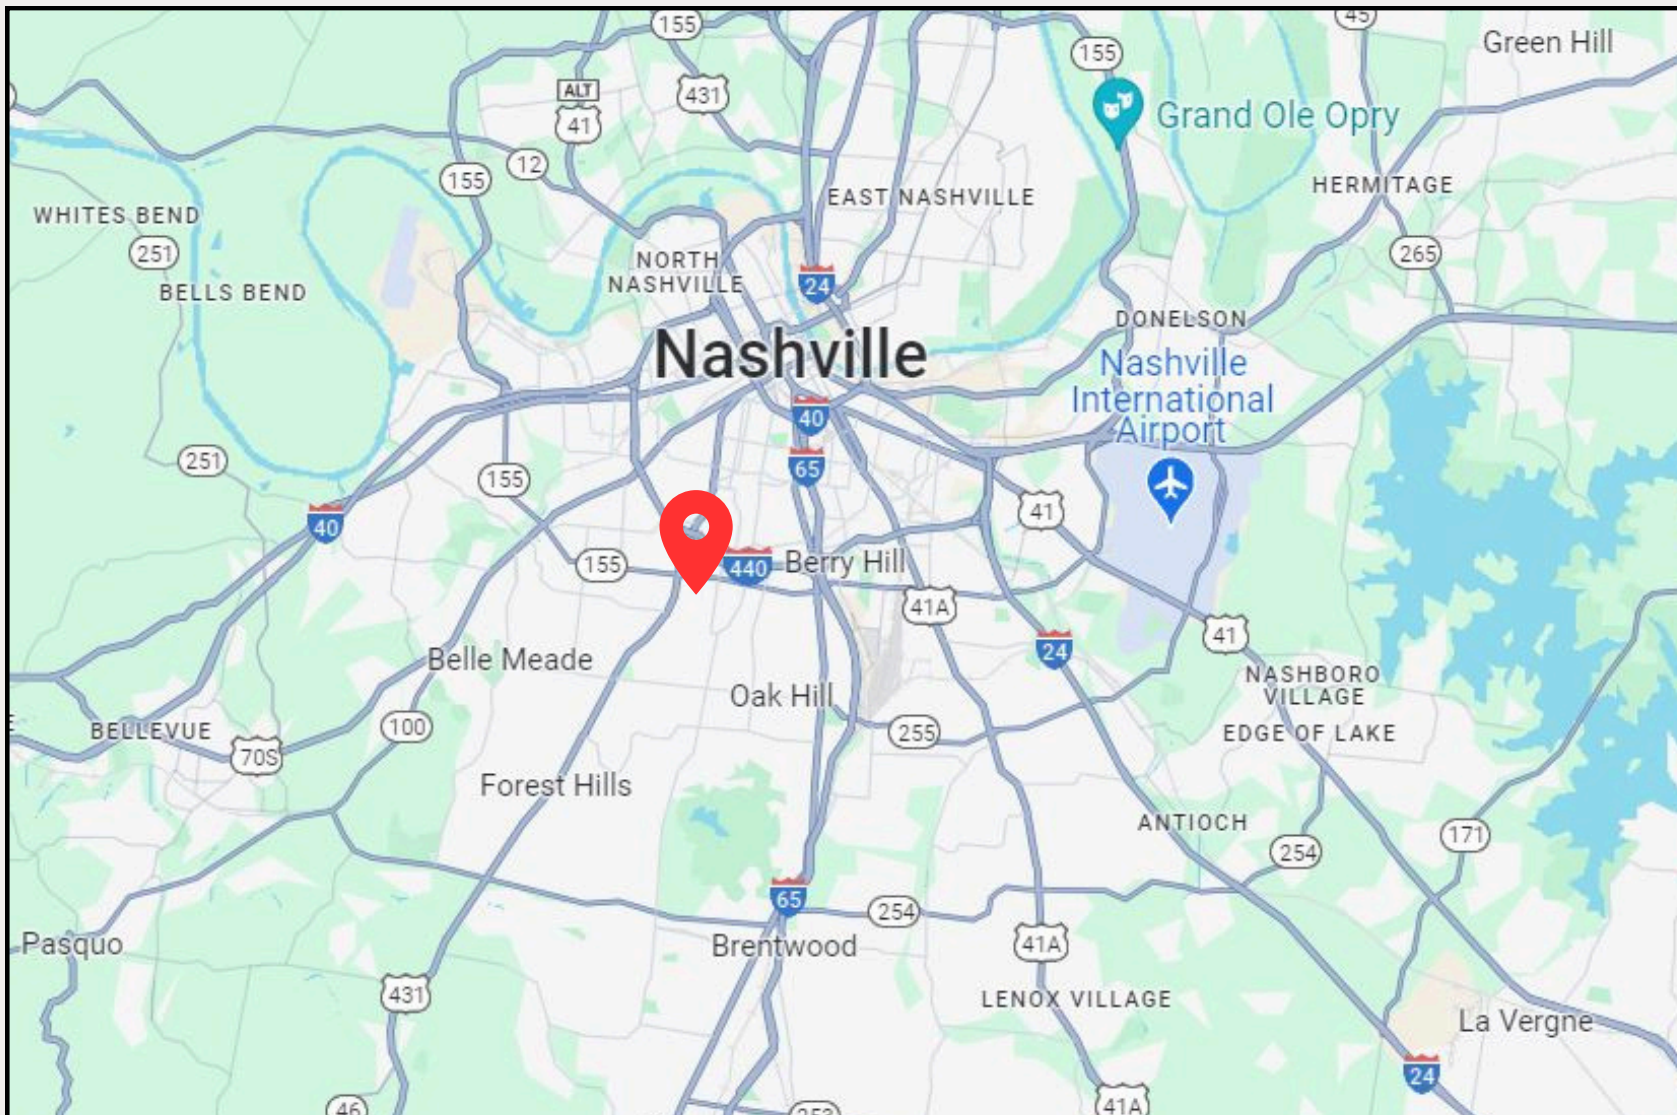 155
45
Green Hill
155
ALT
41
431
Grand Ole Opry
12
155
HERMITAGE
EAST NASHVILLE
WHITES BEND
251
265
NORTH
NASHVILLE
24
BELLS BEND
DONELSON
Nashville
Nashville
International
Airport
40
251
65
155
40
41
155
440
Berry Hill
41A
41
24
Belle Meade
Oak Hill
NASHBORO
VILLAGE
BELLEVUE
100
255
EDGE OF LAKE
70S
Forest Hills
ANTIOCH
171
254
65
254
Pasquo
Brentwood
41A
431
LENOX VILLAGE
La Vergne
24
46
253
41A